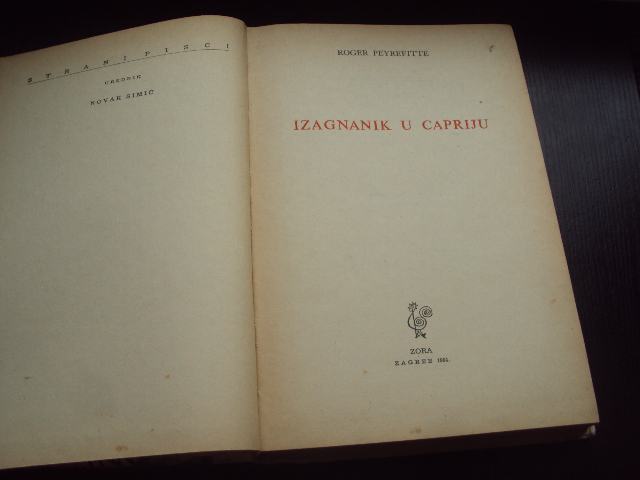 STRANI PISCI
UREDNIK
NOVAK SIMIĆ
ROGER PEYREFITTE
IZAGNANIK U CAPRIJU
ZORA
ZAGREB